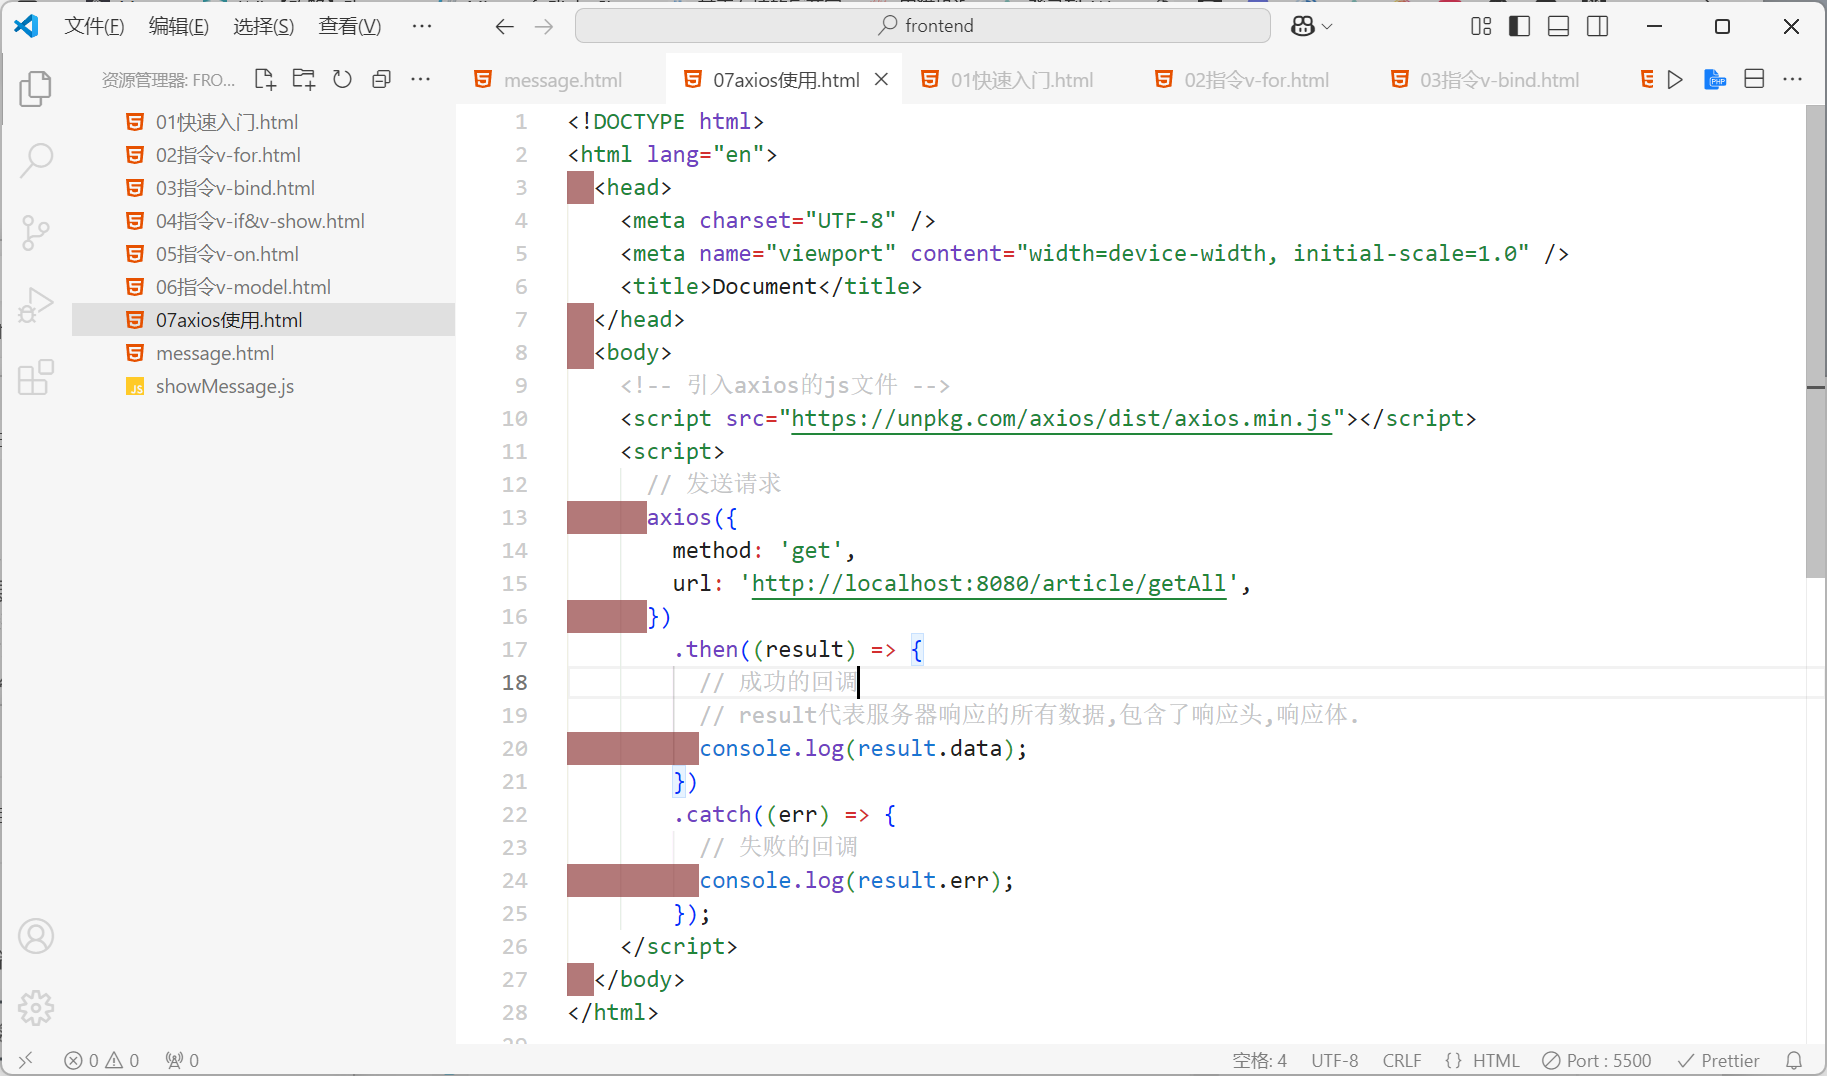 文件(F) 编辑(E) 选择(S) 查看(V) ··· frontend
资源管理器: FRO...
01快速入门.html
02指令v-for.html
03指令v-bind.html
04指令v-if&v-show.html
05指令v-on.html
06指令v-model.html
07axios使用.html
message.html
showMessage.js
message.html 07axios使用.html 01快速入门.html 02指令v-for.html 03指令v-bind.html
1 <!DOCTYPE html>
2 <html lang="en">
3 <head>
4 <meta charset="UTF-8" />
5 <meta name="viewport" content="width=device-width, initial-scale=1.0" />
6 <title>Document</title>
7 </head>
8 <body>
9 <!-- 引入axios的js文件 -->
10 <script src="https://unpkg.com/axios/dist/axios.min.js"></script>
11 <script>
12 // 发送请求
13 axios({
14 method: 'get',
15 url: 'http://localhost:8080/article/getAll',
16 })
17 .then((result) => {
18 // 成功的回调
19 // result代表服务器响应的所有数据,包含了响应头,响应体.
20 console.log(result.data);
21 })
22 .catch((err) => {
23 // 失败的回调
24 console.log(result.err);
25 });
26 </script>
27 </body>
28 </html>
0 0 0 空格: 4 UTF-8 CRLF {} HTML Port : 5500 Prettier